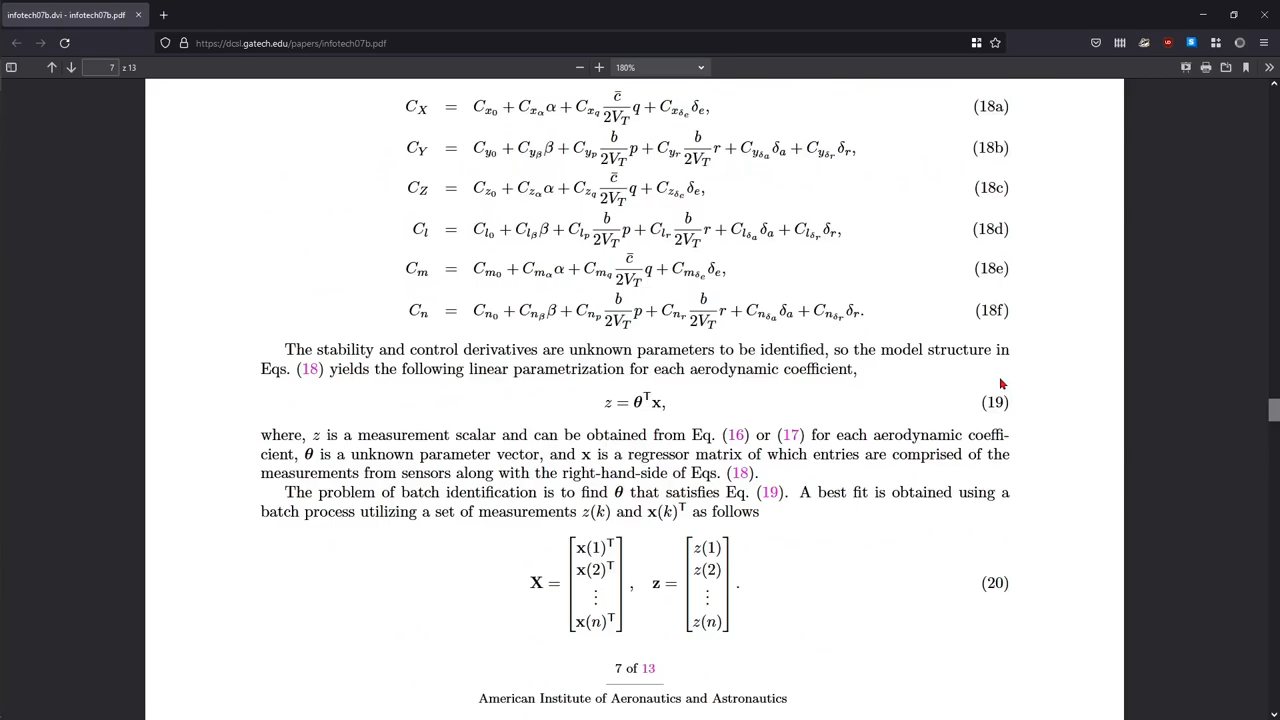 infotech07b.dvi - infotech07b.pdf
https://dcsl.gatech.edu/papers/infotech07b.pdf
7 z 13
180%
C_X = C_{x_0} + C_{x_α} α + C_{x_q} \frac{c̄}{2V_T} q + C_{x_{δ_e}} δ_e, (18a)
C_Y = C_{y_0} + C_{y_β} β + C_{y_p} \frac{b}{2V_T} p + C_{y_r} \frac{b}{2V_T} r + C_{y_{δ_a}} δ_a + C_{y_{δ_r}} δ_r, (18b)
C_Z = C_{z_0} + C_{z_α} α + C_{z_q} \frac{c̄}{2V_T} q + C_{z_{δ_e}} δ_e, (18c)
C_l = C_{l_0} + C_{l_β} β + C_{l_p} \frac{b}{2V_T} p + C_{l_r} \frac{b}{2V_T} r + C_{l_{δ_a}} δ_a + C_{l_{δ_r}} δ_r, (18d)
C_m = C_{m_0} + C_{m_α} α + C_{m_q} \frac{c̄}{2V_T} q + C_{m_{δ_e}} δ_e, (18e)
C_n = C_{n_0} + C_{n_β} β + C_{n_p} \frac{b}{2V_T} p + C_{n_r} \frac{b}{2V_T} r + C_{n_{δ_a}} δ_a + C_{n_{δ_r}} δ_r. (18f)
The stability and control derivatives are unknown parameters to be identified, so the model structure in
Eqs. (18) yields the following linear parametrization for each aerodynamic coefficient,
z = θ^T x, (19)
where, z is a measurement scalar and can be obtained from Eq. (16) or (17) for each aerodynamic coeffi-
cient, θ is a unknown parameter vector, and x is a regressor matrix of which entries are comprised of the
measurements from sensors along with the right-hand-side of Eqs. (18).
The problem of batch identification is to find θ that satisfies Eq. (19). A best fit is obtained using a
batch process utilizing a set of measurements z(k) and x(k)^T as follows
X = [x(1)^T x(2)^T ⋮ x(n)^T], z = [z(1) z(2) ⋮ z(n)]. (20)
7 of 13
American Institute of Aeronautics and Astronautics